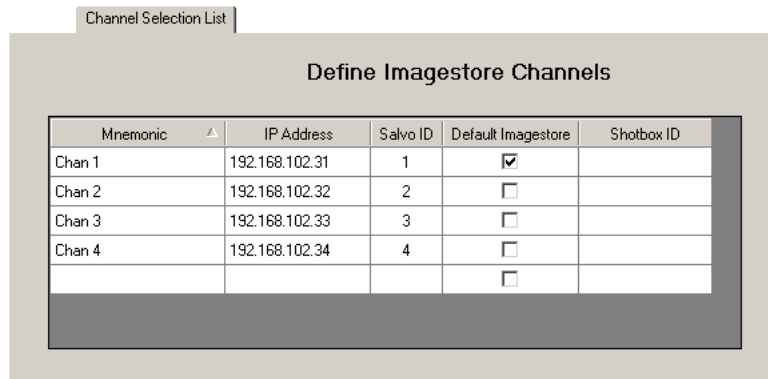 Channel Selection List
Define Imagestore Channels
Mnemonic IP Address Salvo ID Default Imagestore Shotbox ID
Chan 1 192.168.102.31 1
Chan 2 192.168.102.32 2
Chan 3 192.168.102.33 3
Chan 4 192.168.102.34 4